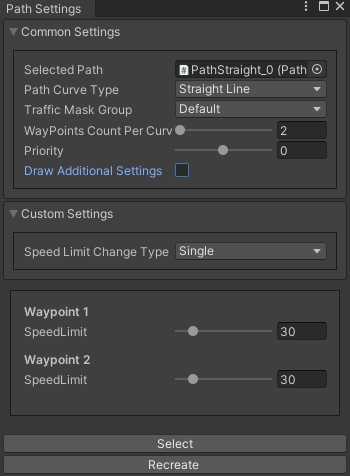 Path Settings
Common Settings
Selected Path PathStraight_0 (Path
Path Curve Type Straight Line
Traffic Mask Group Default
WayPoints Count Per Curv 2
Priority 0
Draw Additional Settings
Custom Settings
Speed Limit Change Type Single
Waypoint 1
SpeedLimit 30
Waypoint 2
SpeedLimit 30
Select
Recreate